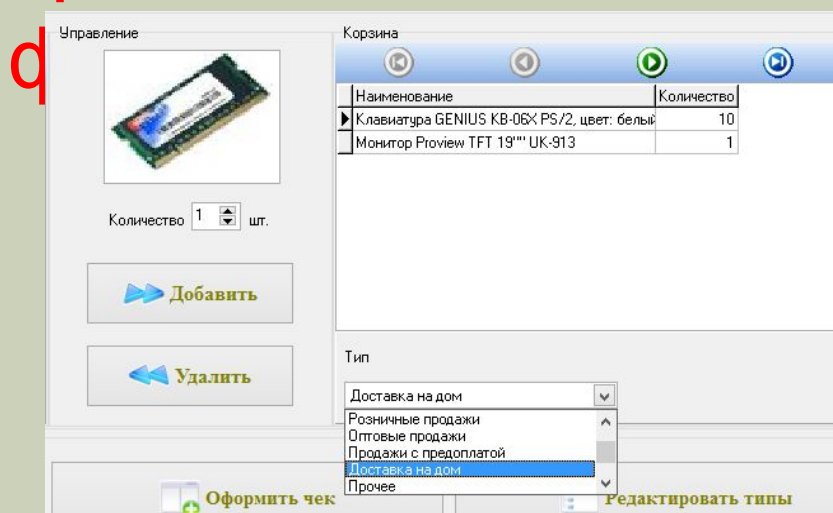 Управление
Корзина
Наименование Количество
Клавиатура GENIUS KB-06X PS/2, цвет: белый 10
Монитор Proview TFT 19"" UK-913 1
Количество 1 шт.
Добавить
Удалить
Тип
Доставка на дом
Розничные продажи
Оптовые продажи
Продажи с предоплатой
Доставка на дом
Прочее
Оформить чек
Редактировать типы